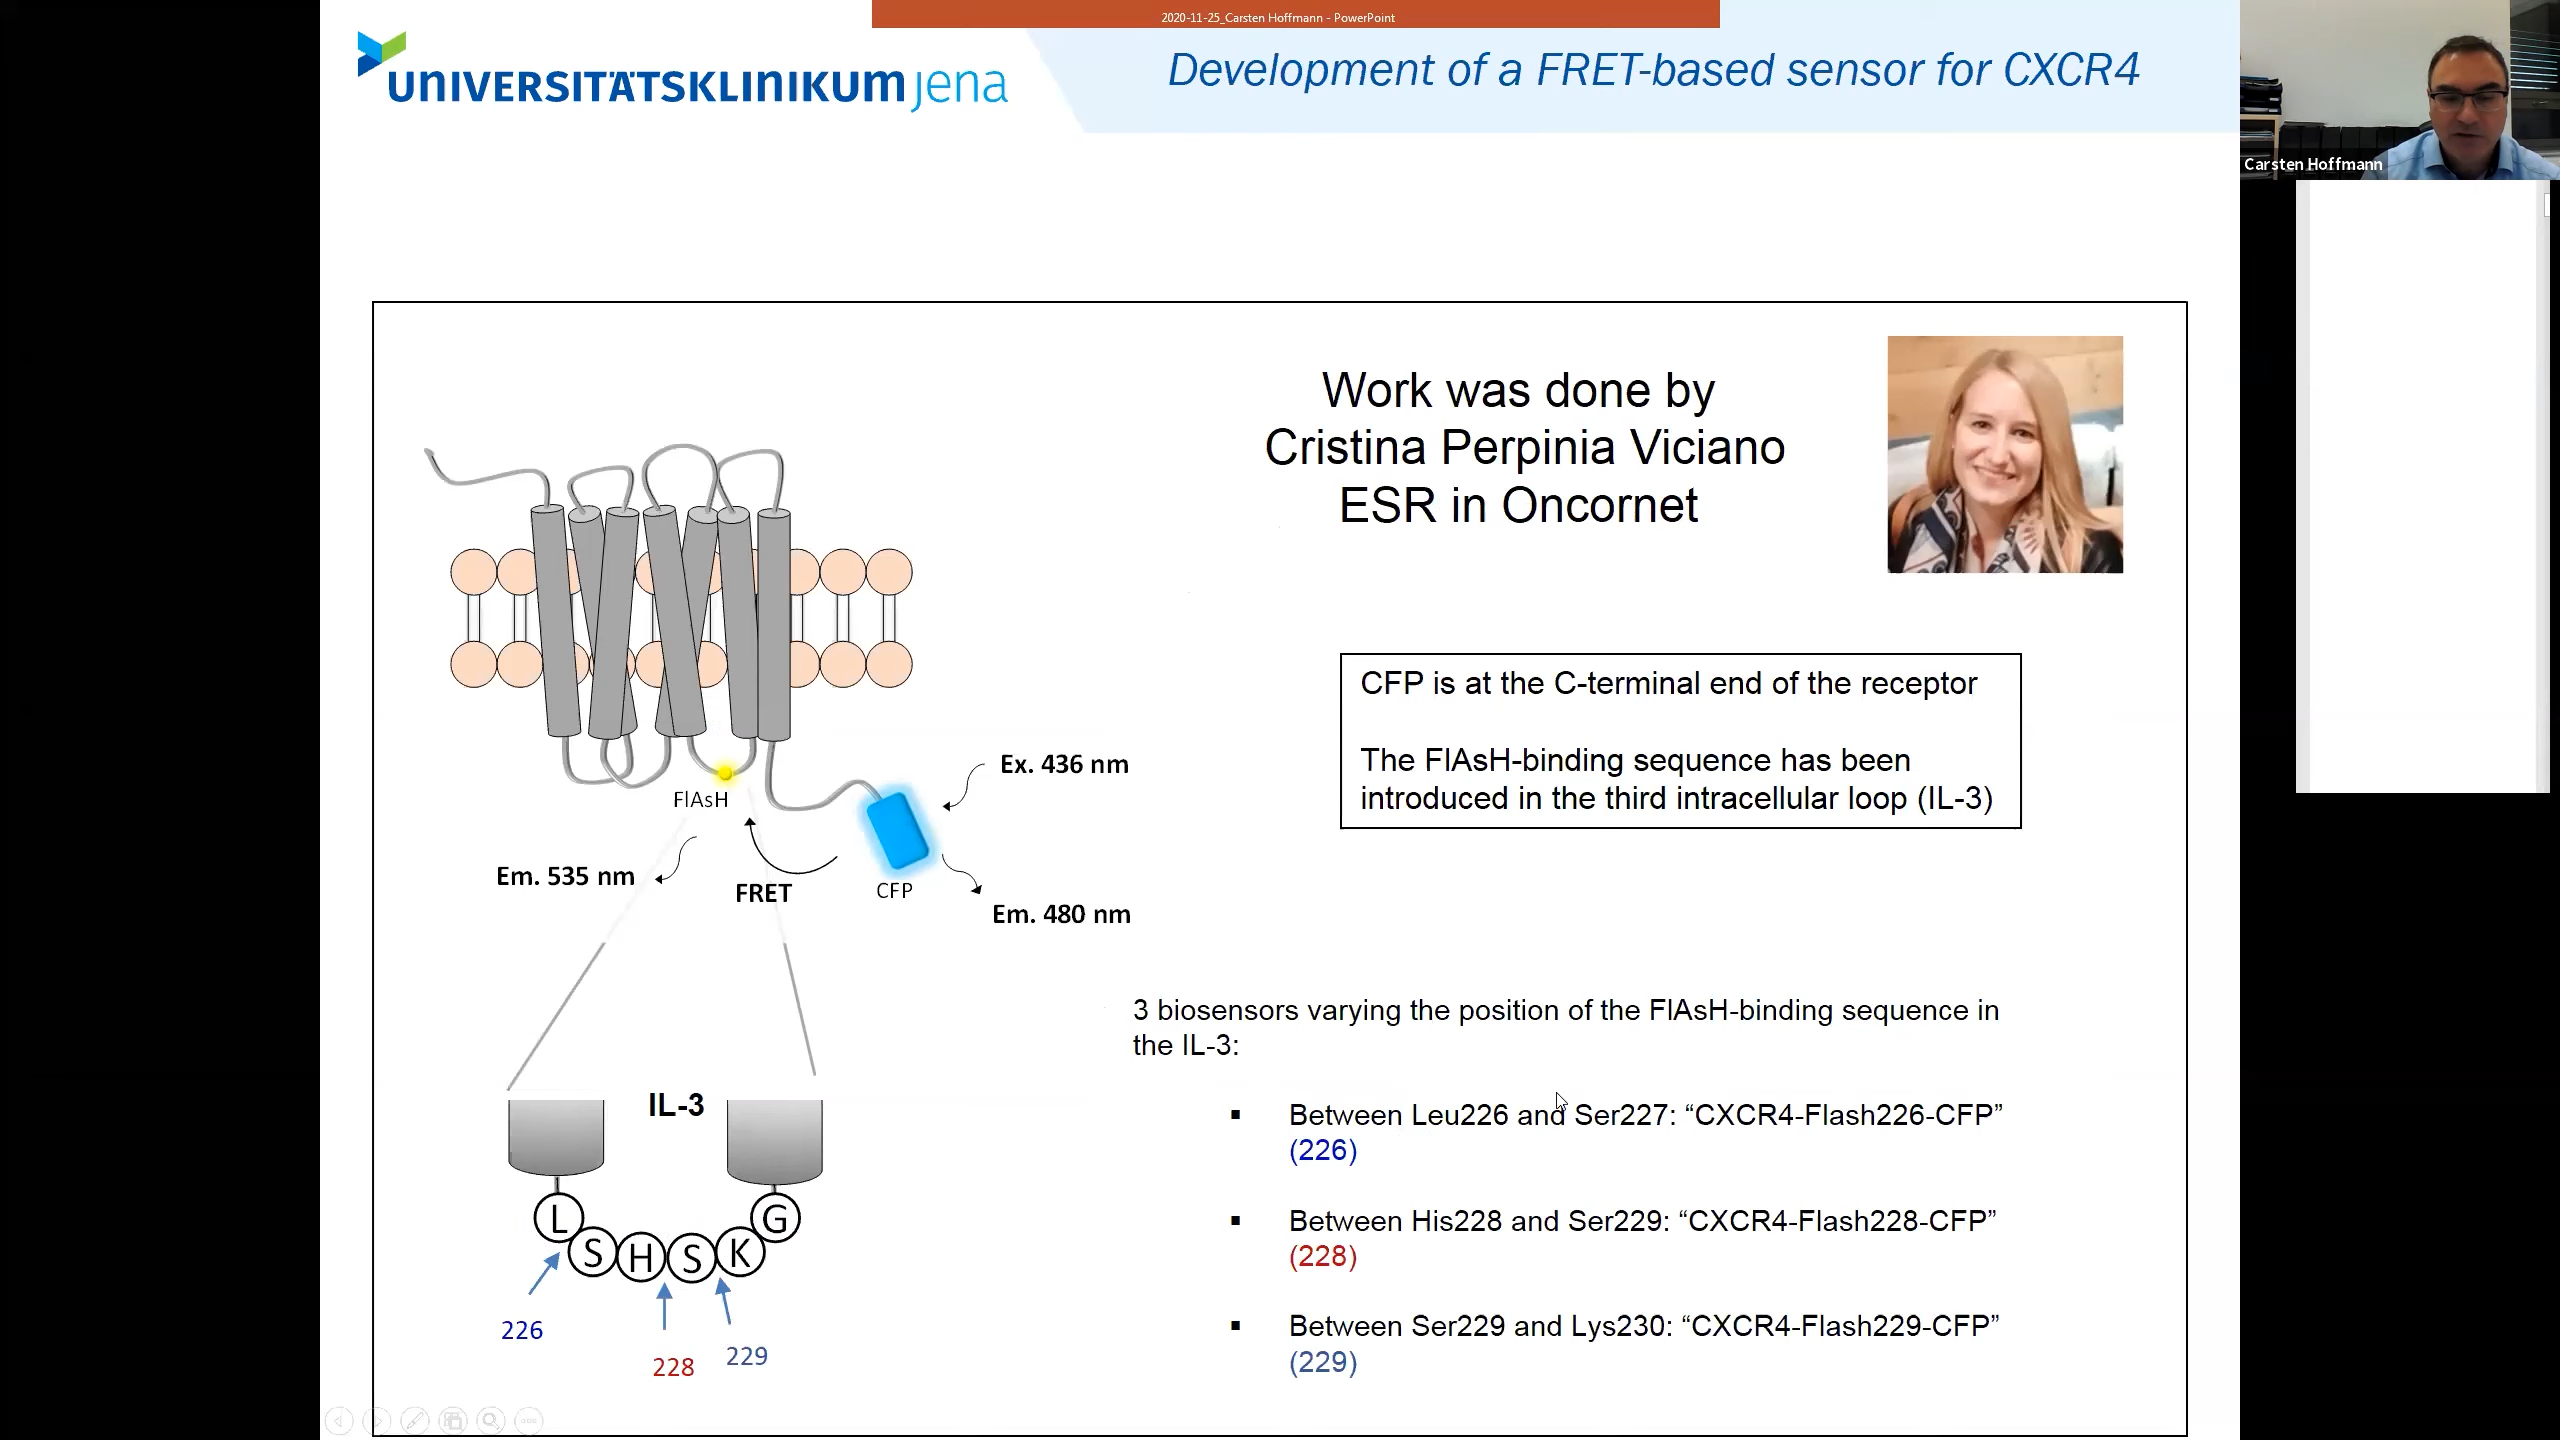 2020-11-25_Carsten Hoffmann - PowerPoint
UNIVERSITÄTSKLINIKUM jena
Development of a FRET-based sensor for CXCR4
Carsten Hoffmann
Work was done by
Cristina Perpinia Viciano
ESR in Oncornet
CFP is at the C-terminal end of the receptor
The FlAsH-binding sequence has been
introduced in the third intracellular loop (IL-3)
Ex. 436 nm
FlAsH
Em. 535 nm
FRET
CFP
Em. 480 nm
3 biosensors varying the position of the FlAsH-binding sequence in
the IL-3:
Between Leu226 and Ser227: “CXCR4-Flash226-CFP”
(226)
Between His228 and Ser229: “CXCR4-Flash228-CFP”
(228)
Between Ser229 and Lys230: “CXCR4-Flash229-CFP”
(229)
IL-3
L S H S K G
226
228
229